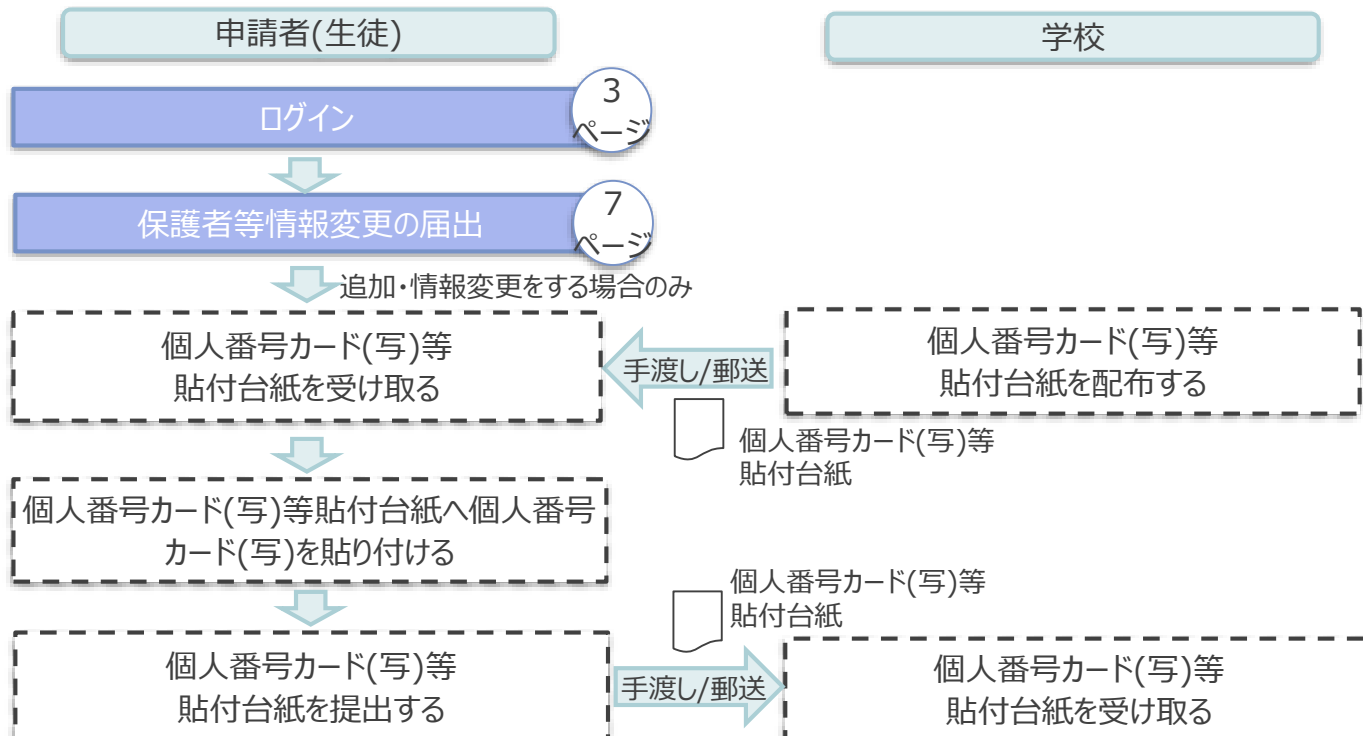 申請者(生徒)
学校
ログイン
3
ページ
保護者等情報変更の届出
7
ページ
追加・情報変更をする場合のみ
個人番号カード(写)等
貼付台紙を受け取る
手渡し/郵送
個人番号カード(写)等
貼付台紙を配布する
個人番号カード(写)等
貼付台紙
個人番号カード(写)等貼付台紙へ個人番号
カード(写)を貼り付ける
個人番号カード(写)等
貼付台紙
個人番号カード(写)等
貼付台紙を提出する
手渡し/郵送
個人番号カード(写)等
貼付台紙を受け取る